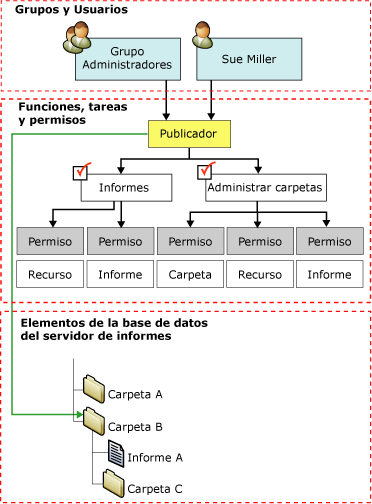 Grupos y Usuarios
Grupo
Administradores
Sue Miller
Funciones, tareas
y permisos
Publicador
Informes
Administrar carpetas
Permiso
Permiso
Permiso
Permiso
Permiso
Recurso
Informe
Carpeta
Recurso
Informe
Elementos de la base de datos
del servidor de informes
Carpeta A
Carpeta B
Informe A
Carpeta C